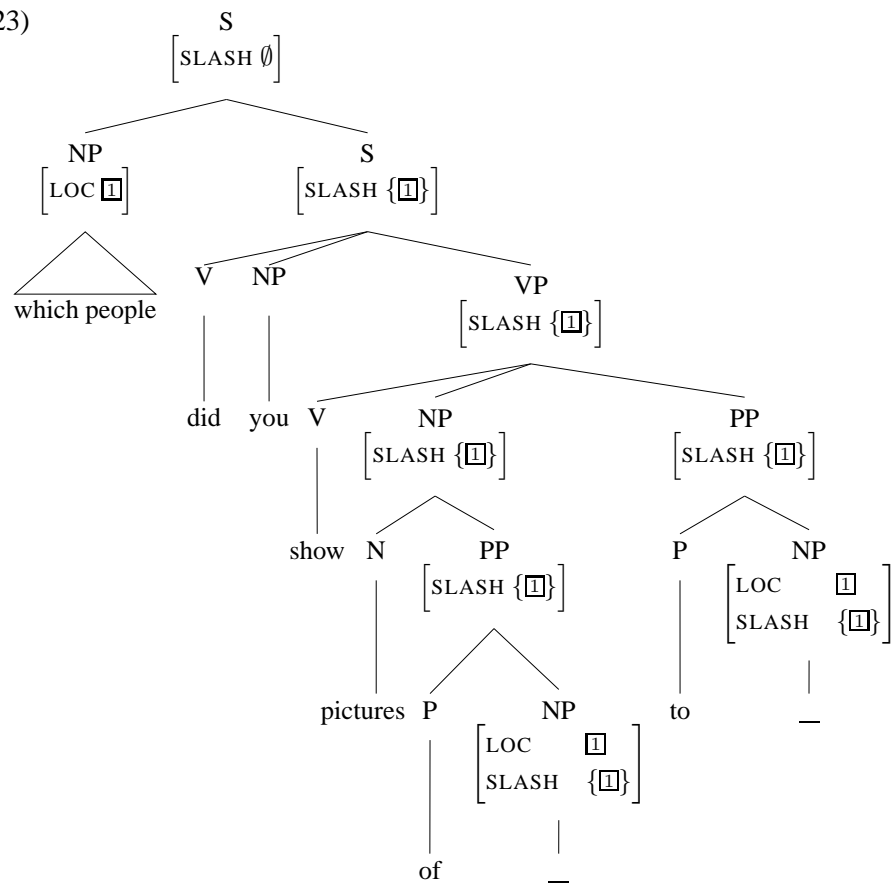 23) S
[SLASH ∅]
NP S
[LOC 1] [SLASH {1}]
V NP VP
which people [SLASH {1}]
did you V NP PP
[SLASH {1}] [SLASH {1}]
show N PP P NP
[SLASH {1}] [LOC 1
SLASH {1}]
pictures P NP to __
[LOC 1
SLASH {1}]
of __